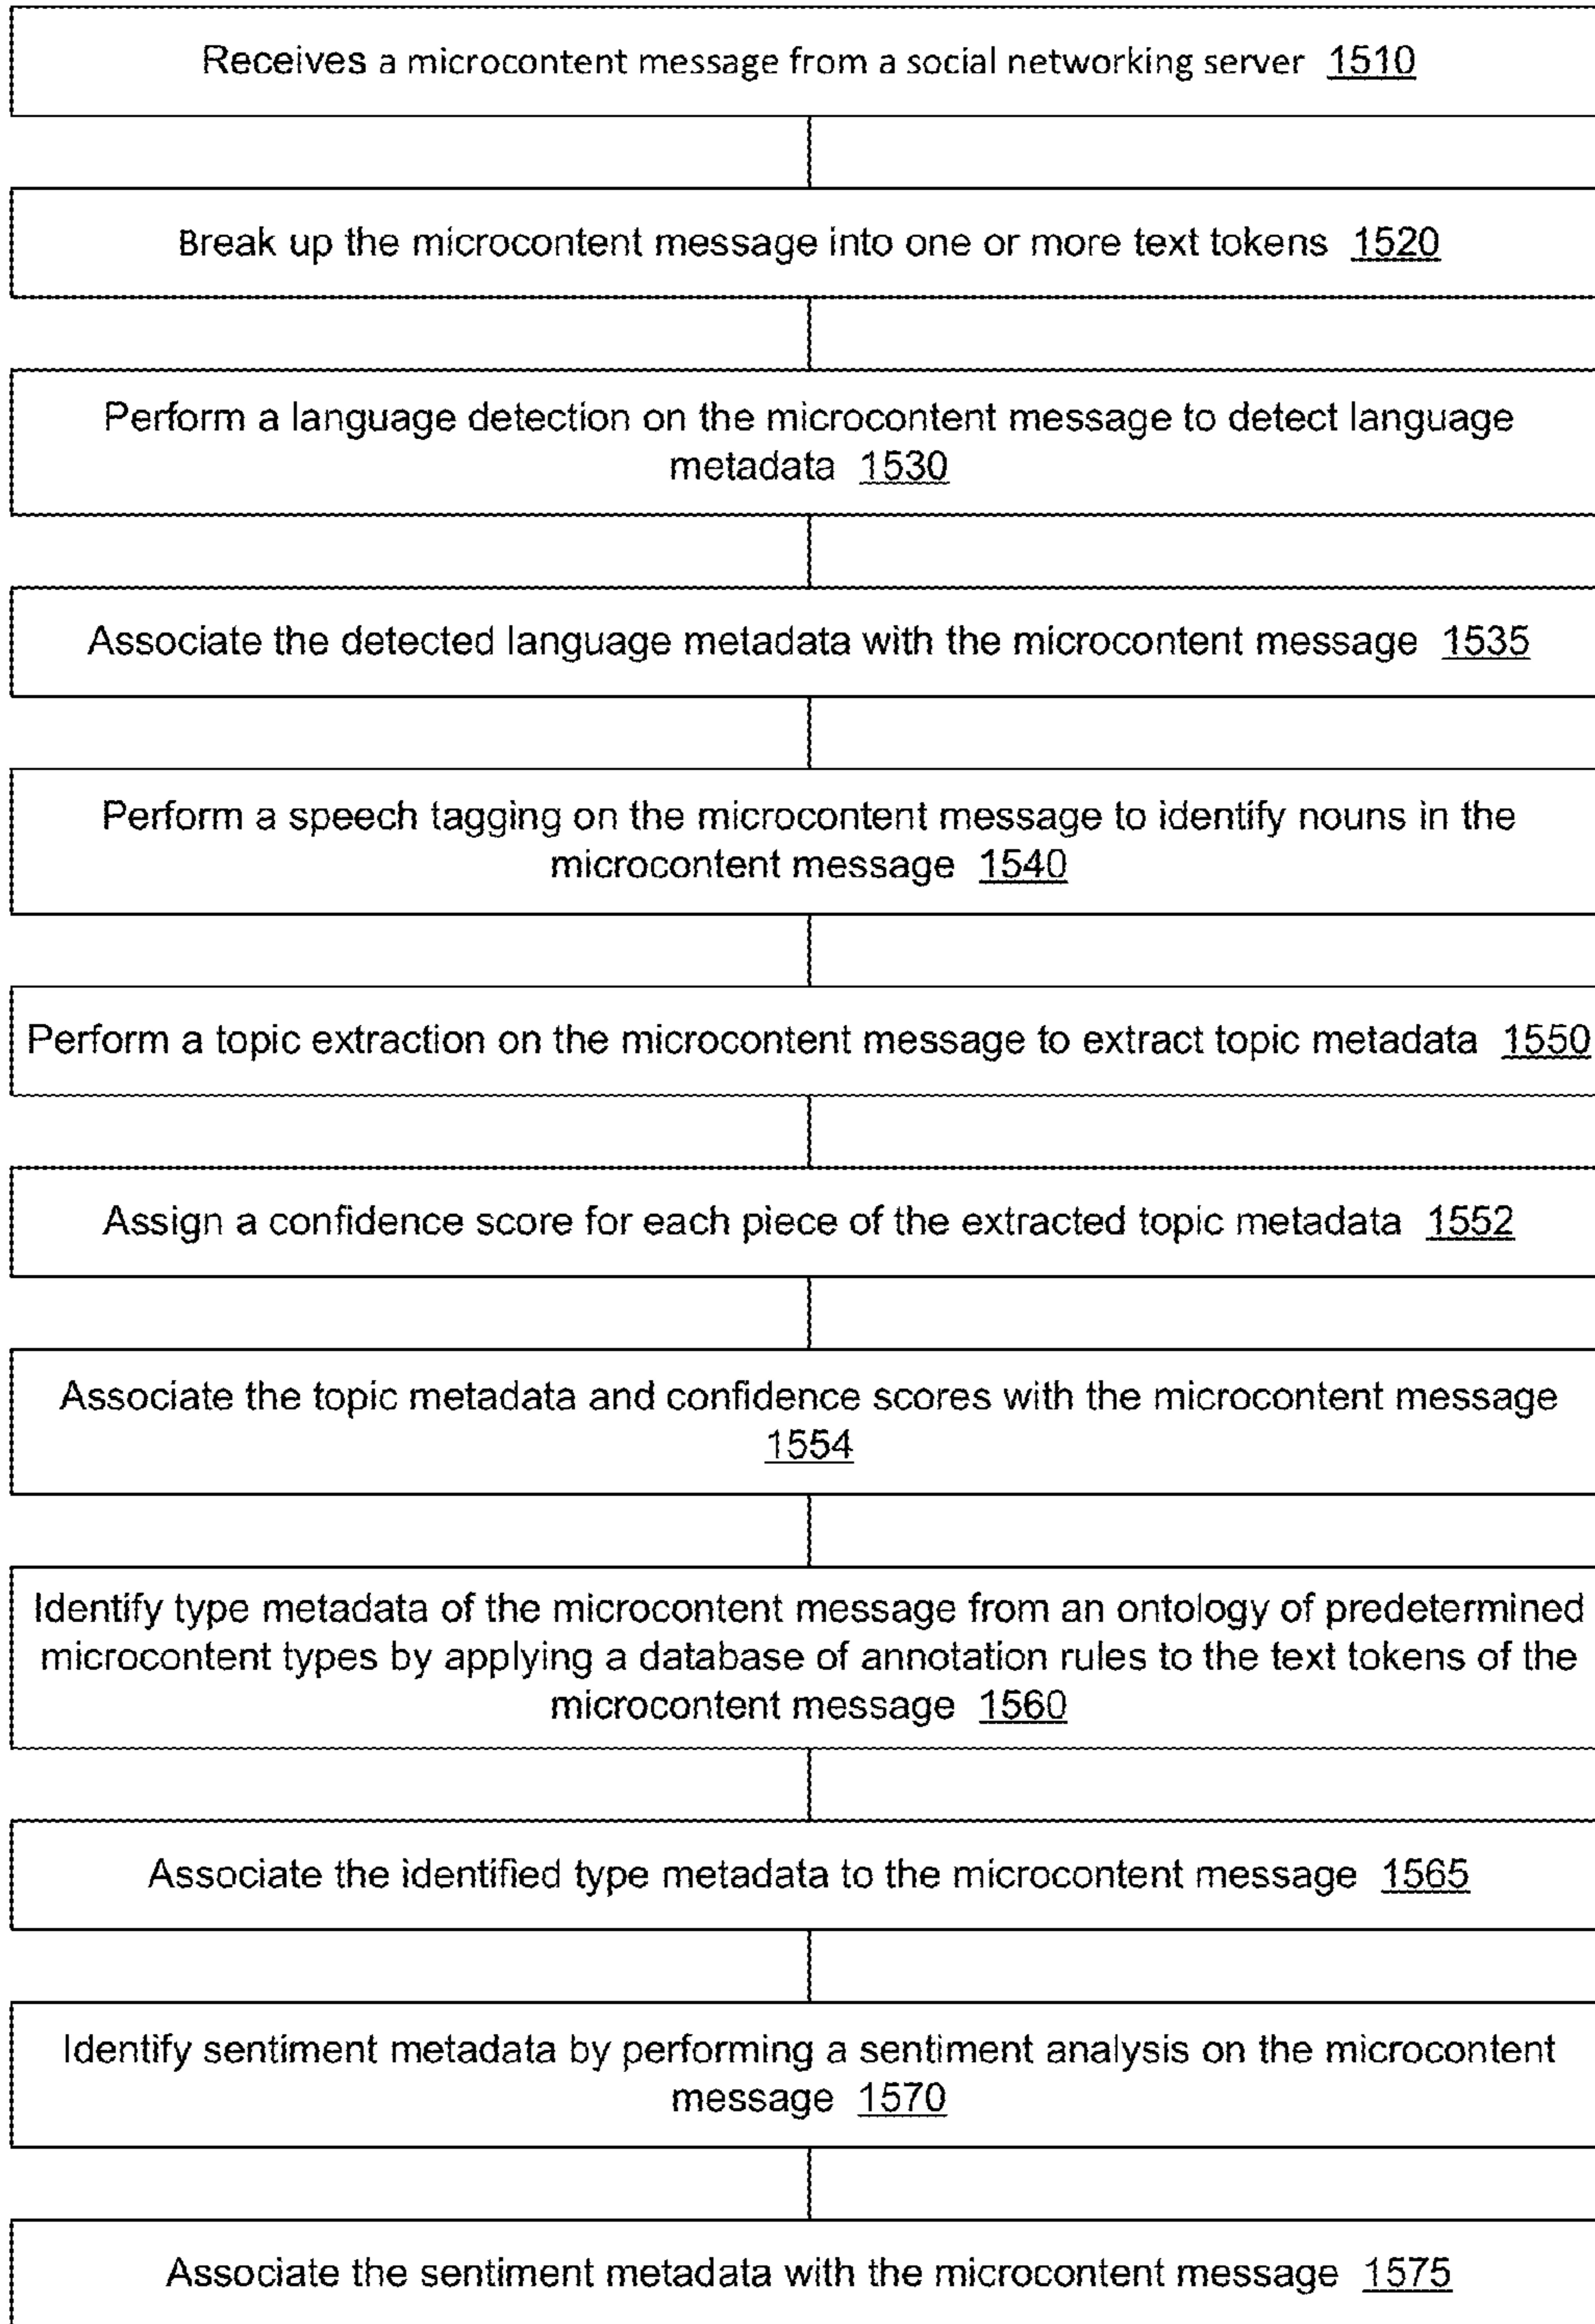 Receives a microcontent message from a social networking server 1510
Break up the microcontent message into one or more text tokens 1520
Perform a language detection on the microcontent message to detect language
metadata 1530
Associate the detected language metadata with the microcontent message 1535
Perform a speech tagging on the microcontent message to identify nouns in the
microcontent message 1540
Perform a topic extraction on the microcontent message to extract topic metadata 1550
Assign a confidence score for each piece of the extracted topic metadata 1552
Associate the topic metadata and confidence scores with the microcontent message
1554
Identify type metadata of the microcontent message from an ontology of predetermined
microcontent types by applying a database of annotation rules to the text tokens of the
microcontent message 1560
Associate the identified type metadata to the microcontent message 1565
Identify sentiment metadata by performing a sentiment analysis on the microcontent
message 1570
Associate the sentiment metadata with the microcontent message 1575